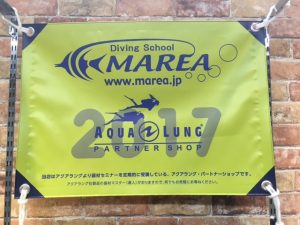 Diving School
MAREA
www.marea.jp
2017
AQUA LUNG
PARTNER SHOP
当店はアクアラングより器材セミナーを定期的に受講している、アクアラング・パートナーショップです。